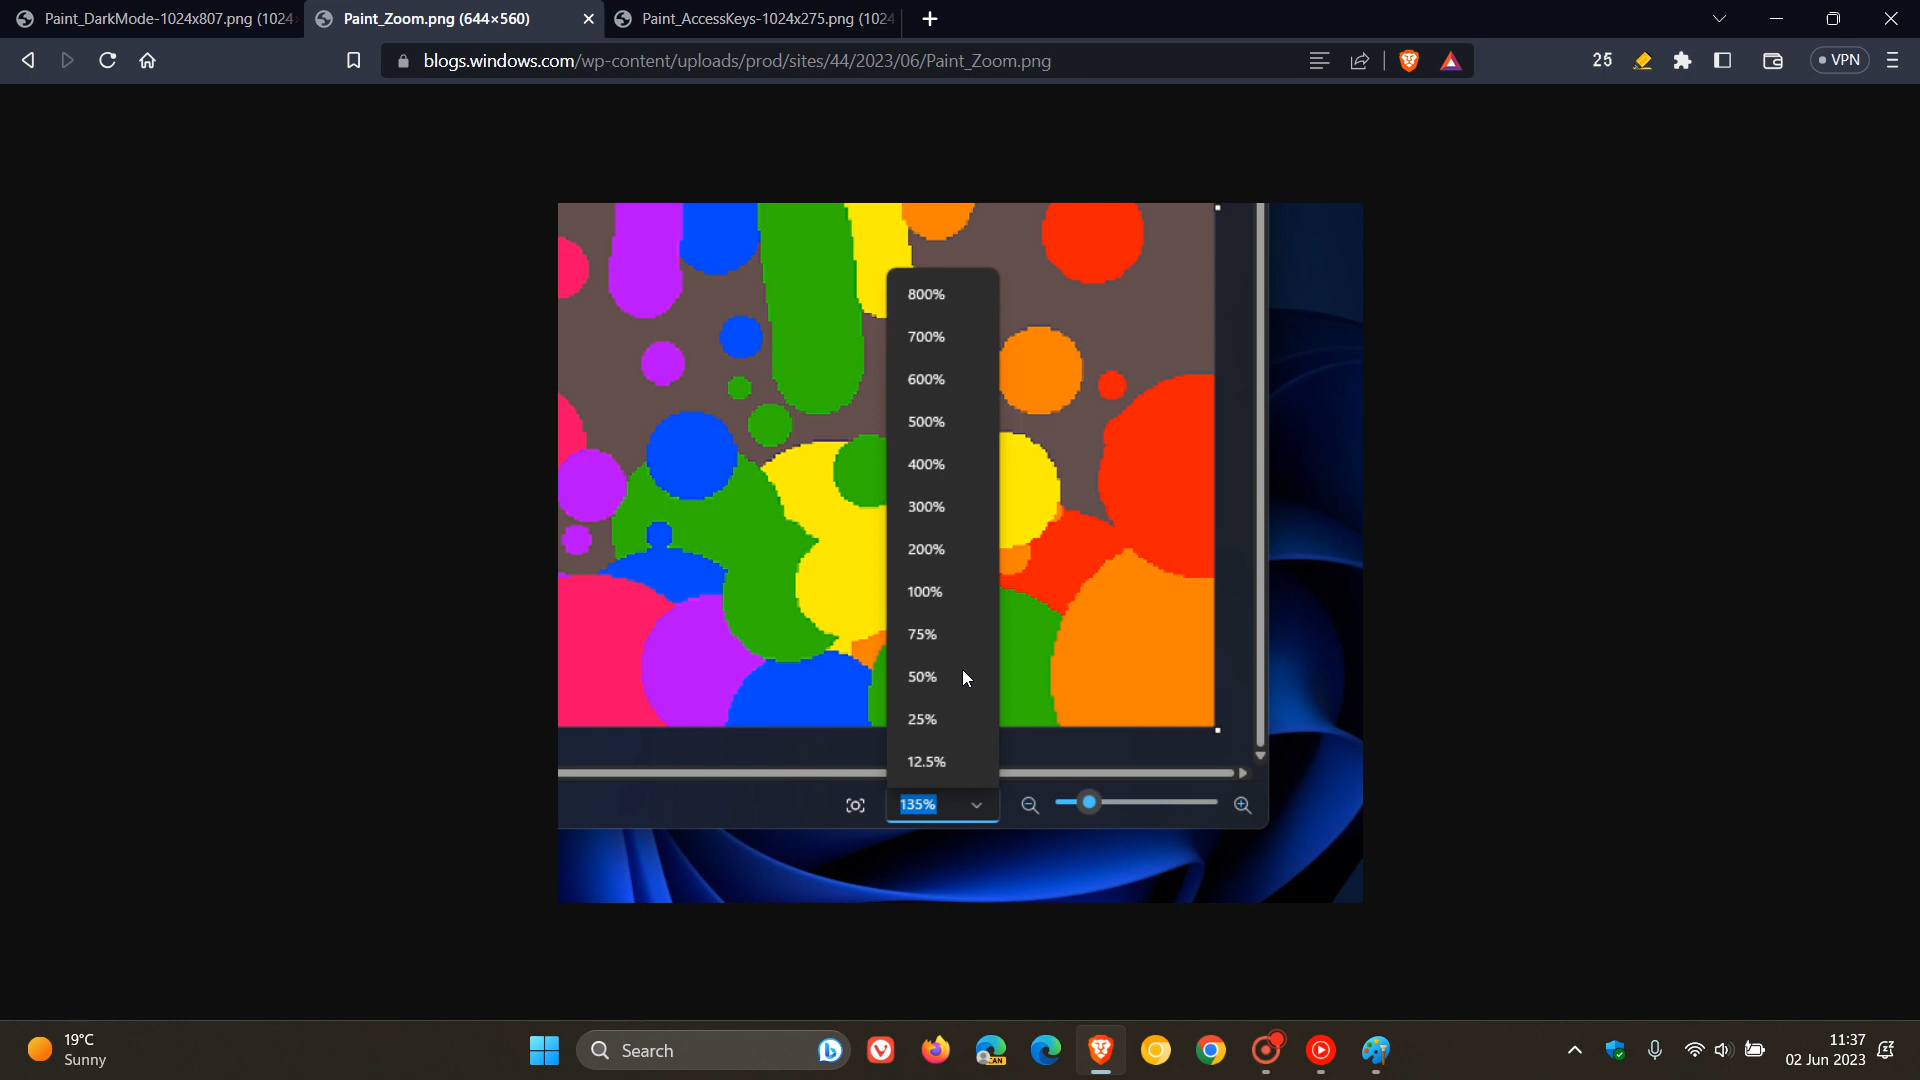 Paint_DarkMode-1024x807.png (1024
Paint_Zoom.png (644×560)
Paint_AccessKeys-1024x275.png (1024
blogs.windows.com/wp-content/uploads/prod/sites/44/2023/06/Paint_Zoom.png
25
VPN
800%
700%
600%
500%
400%
300%
200%
100%
75%
50%
25%
12.5%
135%
19°C
Sunny
Search
CAN
11:37
02 Jun 2023